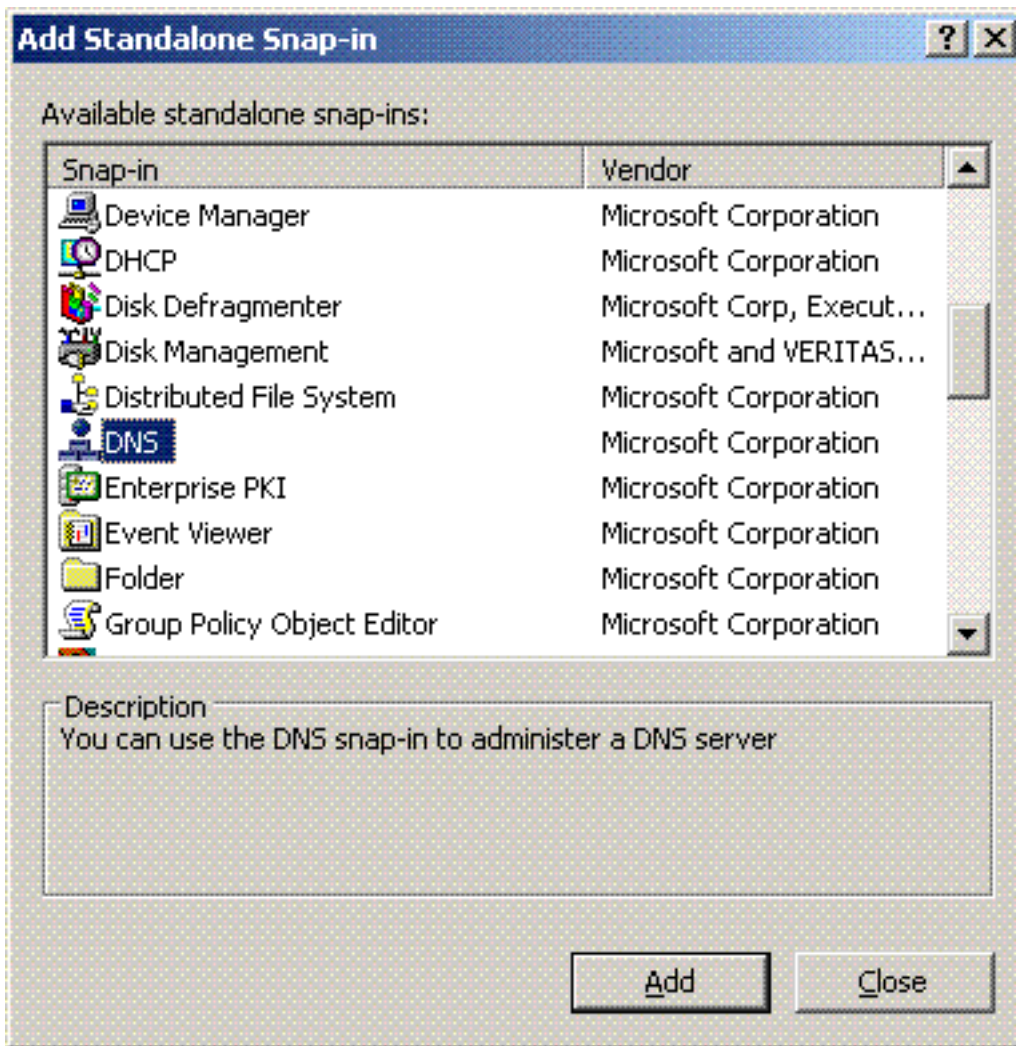 Add Standalone Snap-in
Available standalone snap-ins:
Snap-in Vendor
Device Manager Microsoft Corporation
DHCP Microsoft Corporation
Disk Defragmenter Microsoft Corp, Execut...
Disk Management Microsoft and VERITAS...
Distributed File System Microsoft Corporation
DNS Microsoft Corporation
Enterprise PKI Microsoft Corporation
Event Viewer Microsoft Corporation
Folder Microsoft Corporation
Group Policy Object Editor Microsoft Corporation
Description
You can use the DNS snap-in to administer a DNS server
Add Close